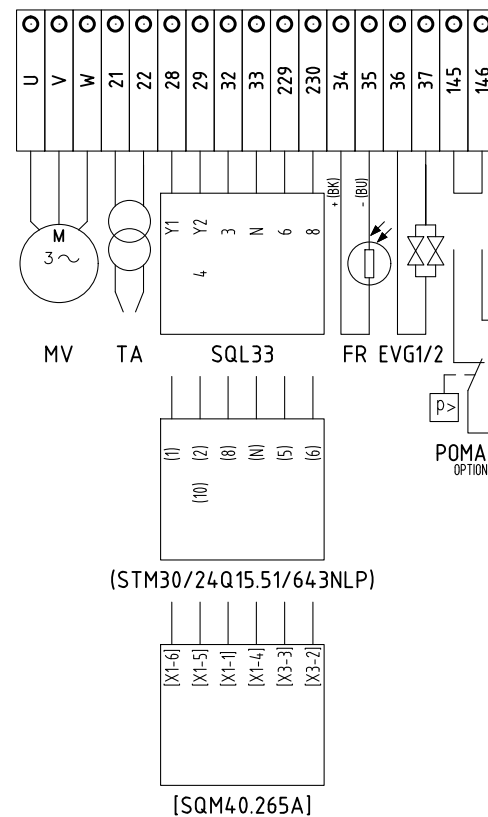 U V W 21 22 28 29 32 33 229 230 34 35 36 37 145 146
+ (BK) - (BU)
Y1 Y2 3 N 6 8
4
M
3~
MV TA SQL33 FR EVG1/2
p>
POMA
OPTION
(1) (2) (8) (N) (5) (6)
(10)
(STM30/24Q15.51/643NLP)
[X1-6] [X1-5] [X1-1] [X1-4] [X3-3] [X3-2]
[SQM40.265A]